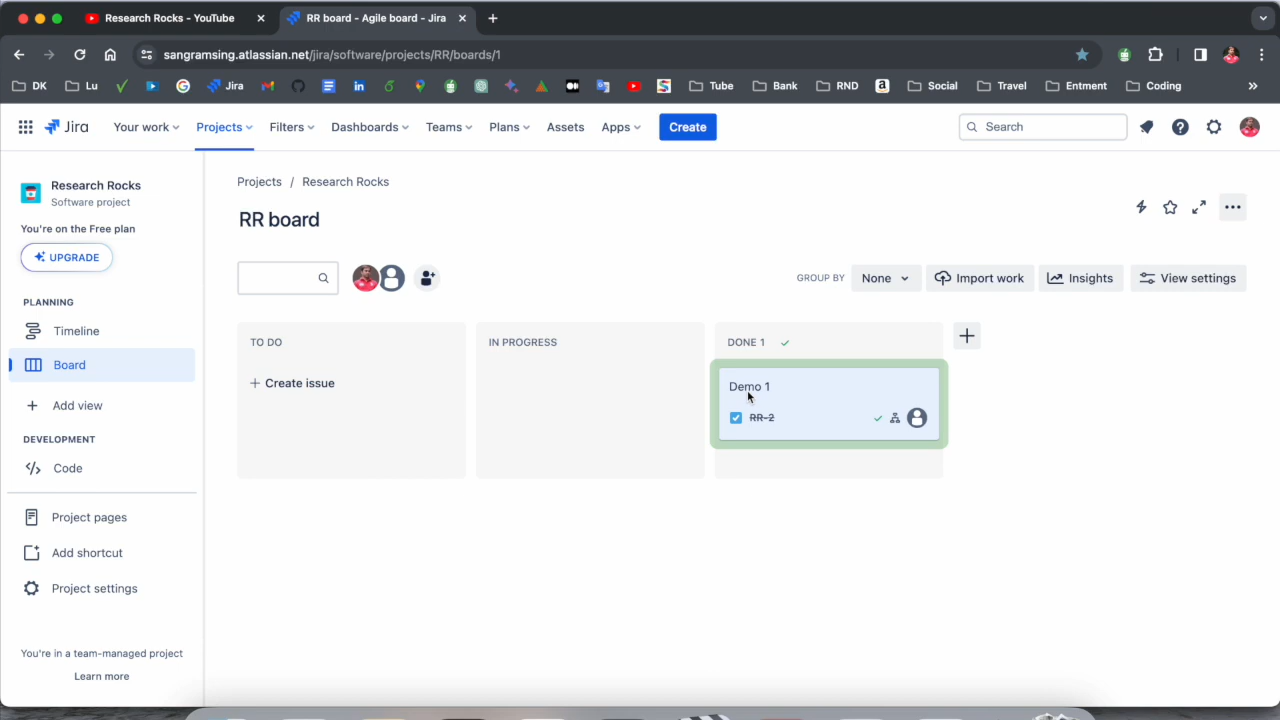 Research Rocks - YouTube
RR board - Agile board - Jira
sangramsing.atlassian.net/jira/software/projects/RR/boards/1
DK
Lu
Jira
Tube
Bank
RND
Social
Travel
Entment
Coding
Jira
Your work
Projects
Filters
Dashboards
Teams
Plans
Assets
Apps
Create
Search
Research Rocks
Software project
You're on the Free plan
UPGRADE
PLANNING
Timeline
Board
Add view
DEVELOPMENT
Code
Project pages
Add shortcut
Project settings
You're in a team-managed project
Learn more
Projects / Research Rocks
RR board
GROUP BY
None
Import work
Insights
View settings
TO DO
+ Create issue
IN PROGRESS
DONE 1
Demo 1
RR-2